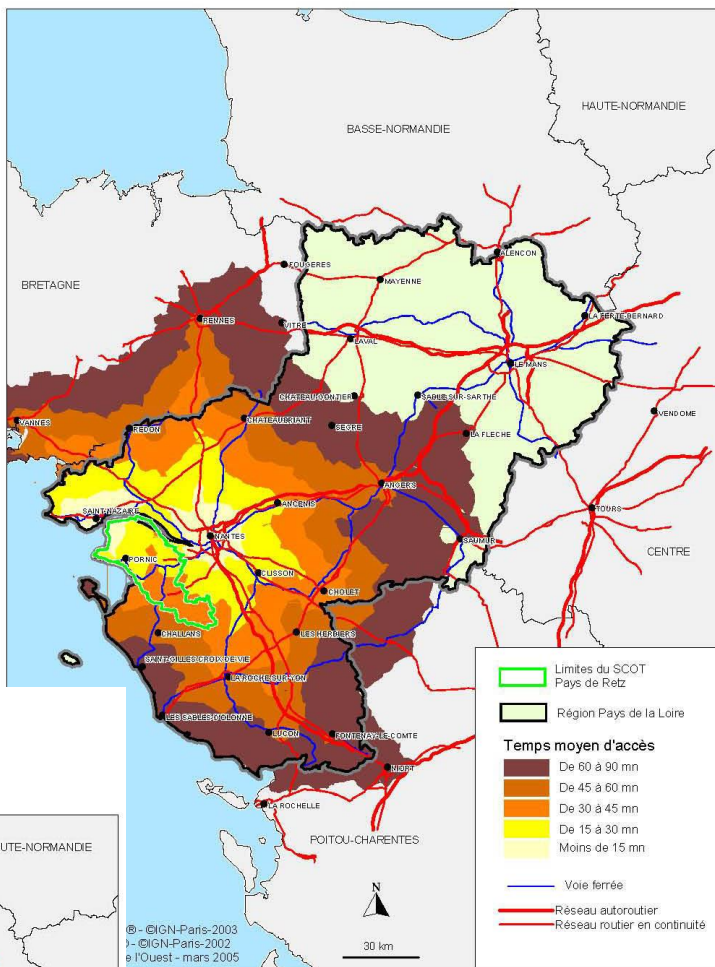 HAUTE-NORMANDIE
BASSE-NORMANDIE
ALENCON
FOUGERES
MAYENNE
BRETAGNE
LA FERTE-BERNARD
RENNES
VITRE
LAVAL
LE MANS
CHATEAU-GONTIER
SABLE-SUR-SARTHE
VENDOME
VANNES
REDON
CHATEAUBRIANT
SEGRE
LA FLECHE
ANGERS
ANCENIS
SAINT-NAZAIRE
TOURS
NANTES
SAUMUR
CENTRE
PORNIC
CLISSON
CHOLET
CHALLANS
LES HERBIERS
SAINT-GILLES-CROIX-DE-VIE
LA ROCHE-SUR-YON
LES SABLES-D'OLONNE
LUCON
FONTENAY-LE-COMTE
NIORT
LA ROCHELLE
POITOU-CHARENTES
Limites du SCOT
Pays de Retz
Région Pays de la Loire
Temps moyen d'accès
De 60 à 90 mn
De 45 à 60 mn
De 30 à 45 mn
De 15 à 30 mn
Moins de 15 mn
Voie ferrée
Réseau autoroutier
Réseau routier en continuité
UTE-NORMANDIE
N
30 km
® - ©IGN-Paris-2003
- ©IGN-Paris-2002
e l'Ouest - mars 2005